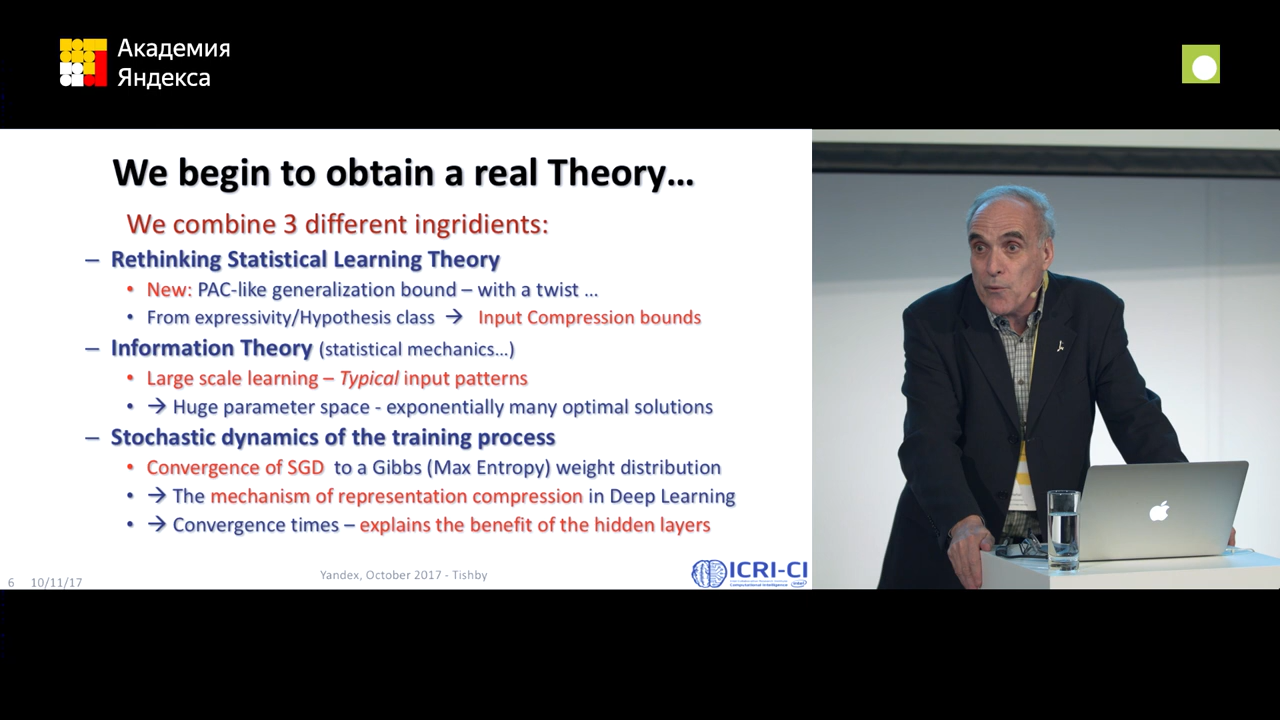 Академия
Яндекса
We begin to obtain a real Theory...
We combine 3 different ingridients:
– Rethinking Statistical Learning Theory
• New: PAC-like generalization bound – with a twist ...
• From expressivity/Hypothesis class → Input Compression bounds
– Information Theory (statistical mechanics...)
• Large scale learning – Typical input patterns
• → Huge parameter space - exponentially many optimal solutions
– Stochastic dynamics of the training process
• Convergence of SGD to a Gibbs (Max Entropy) weight distribution
• → The mechanism of representation compression in Deep Learning
• → Convergence times – explains the benefit of the hidden layers
6 10/11/17
Yandex, October 2017 - Tishby
ICRI-CI